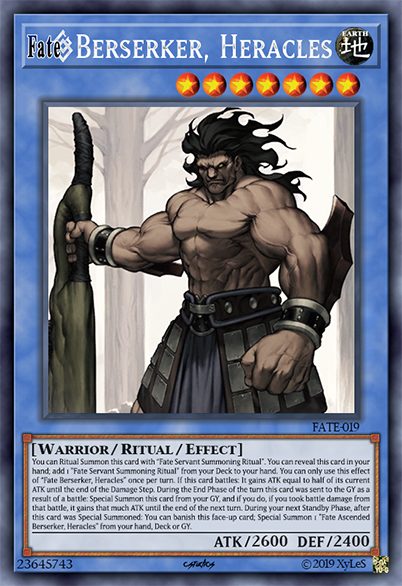 Fate BERSERKER, HERACLES
EARTH
地
FATE-019
[WARRIOR/RITUAL/EFFECT]
You can Ritual Summon this card with "Fate Servant Summoning Ritual". You can reveal this card in your
hand, add 1 "Fate Servant Summoning Ritual" from your Deck to your hand. You can only use this effect
of "Fate Berserker, Heracles" once per turn. If this card battles: It gains ATK equal to half of its current
ATK until the end of the Damage Step. During the End Phase of the turn this card was sent to the GY as a
result of a battle: Special Summon this card from your GY, and if you do, if you took battle damage from
that battle, it gains that much ATK until the end of the next turn. During your next Standby Phase, after
this card was Special Summoned: You can banish this face-up card; Special Summon 1 "Fate Ascended
Berserker, Heracles" from your hand, Deck or GY.
ATK/2600 DEF/2400
23645743
©2019 XyLeS